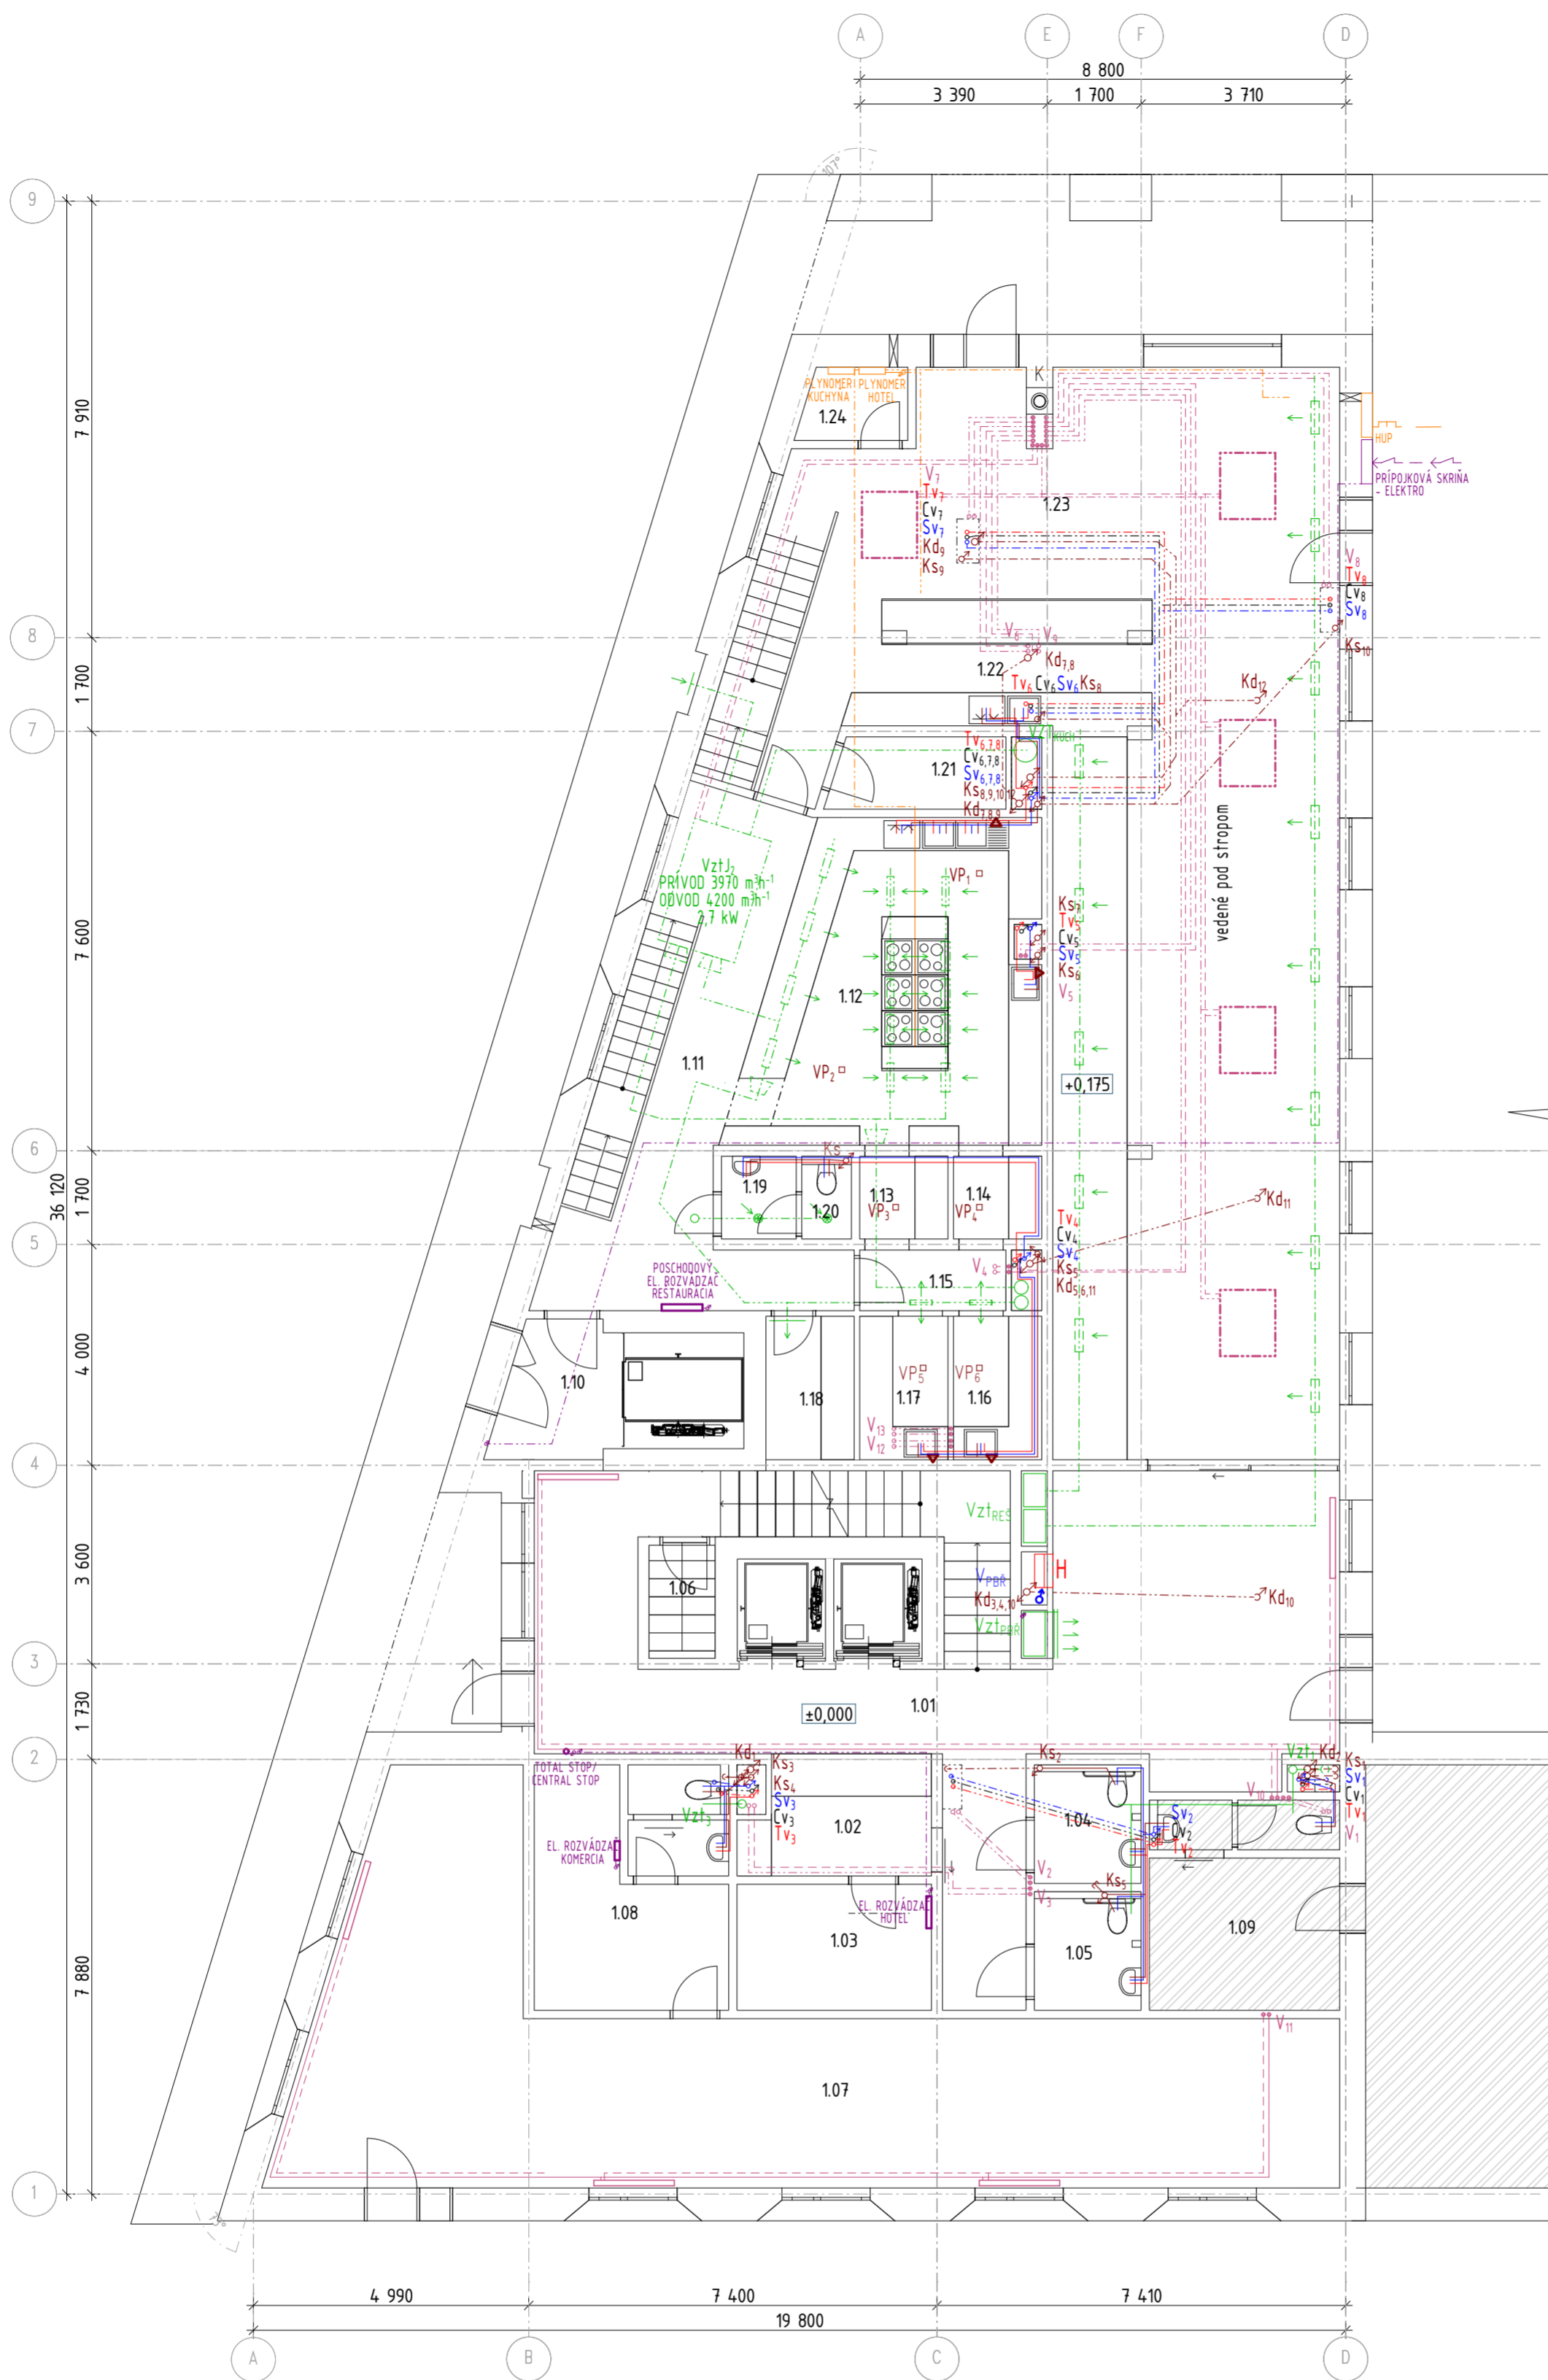 A E F D
8 800
3 390 1 700 3 710
107°
9
K
PLYNOMER KUCHYŇA
PLYNOMER HOTEL
1.24
HUP
PRÍPOJKOVÁ SKRIŇA
- ELEKTRO
7 910
V7
Tv7
Cv7
Sv7
Kd9
Ks9
1.23
V8
Tv8
Cv8
Sv8
Ks10
8
V6 V9
Kd7,8
1.22
Tv6 Cv6 Sv6 Ks8
Kd12
1 700
7
VztKUCH
Tv6,7,8
Cv6,7,8
Sv6,7,8
Ks8,9,10,12
Kd7,8,9
1.21
vedené pod stropom
VztJ2
PRÍVOD 3970 m³h-1
ODVOD 4200 m³h-1
2,7 kW
VP1
7 600
Ks7
Tv5
Cv5
Sv5
Ks6
V5
1.12
1.11
VP2
+0,175
6
Ks
1.19
1.20
1.13
VP3
1.14
VP4
Kd11
36 120
1 700
5
Tv4
Cv4
Sv4
Ks5
Kd5,6,11
V4
1.15
POSCHODOVÝ
EL. ROZVÁDZAČ
REŠTAURÁCIA
4 000
1.10
1.18
VP5
1.17
VP6
1.16
V13
V12
4
VztREŠ
3 600
1.06
VPBŘ
H
Kd3,4,10
VztPBŘ
Kd10
3
1 730
±0,000
1.01
2
TOTAL STOP/
CENTRAL STOP
Kd1
Ks3
Ks4
Sv3
Cv3
Tv3
Vzt3
Ks2
Vzt1
Kd2
Ks1
Sv1
Cv1
Tv1
V1
V10
EL. ROZVÁDZAČ
KOMERCIA
1.02
1.04
Sv2
Cv2
Tv2
V2
V3
Ks5
1.08
EL. ROZVÁDZAČ
HOTEL
1.03
1.05
1.09
7 880
V11
1.07
1
4 990 7 400 7 410
19 800
A B C D